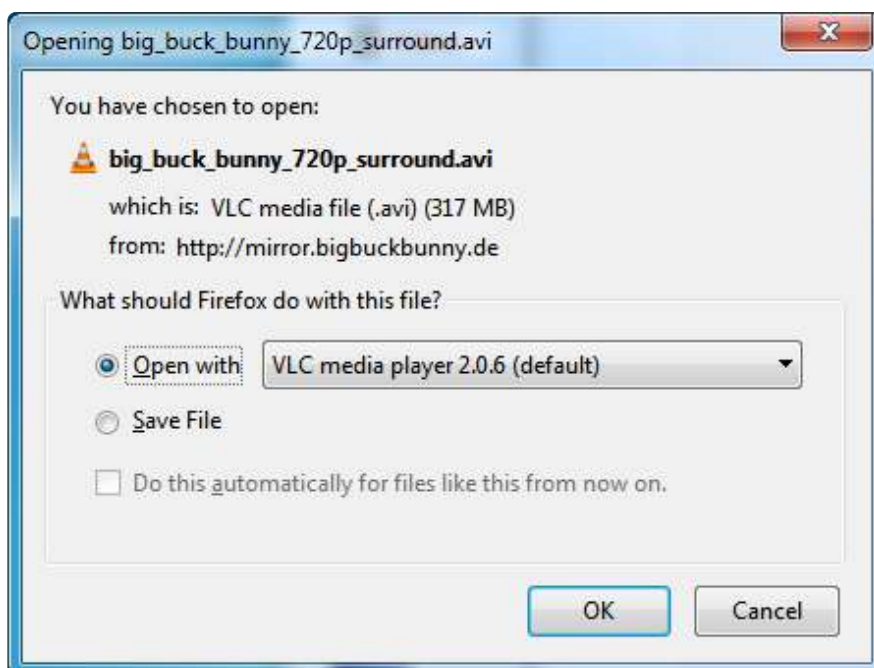 Opening big_buck_bunny_720p_surround.avi
You have chosen to open:
big_buck_bunny_720p_surround.avi
which is: VLC media file (.avi) (317 MB)
from: http://mirror.bigbuckbunny.de
What should Firefox do with this file?
Open with VLC media player 2.0.6 (default)
Save File
Do this automatically for files like this from now on.
OK Cancel